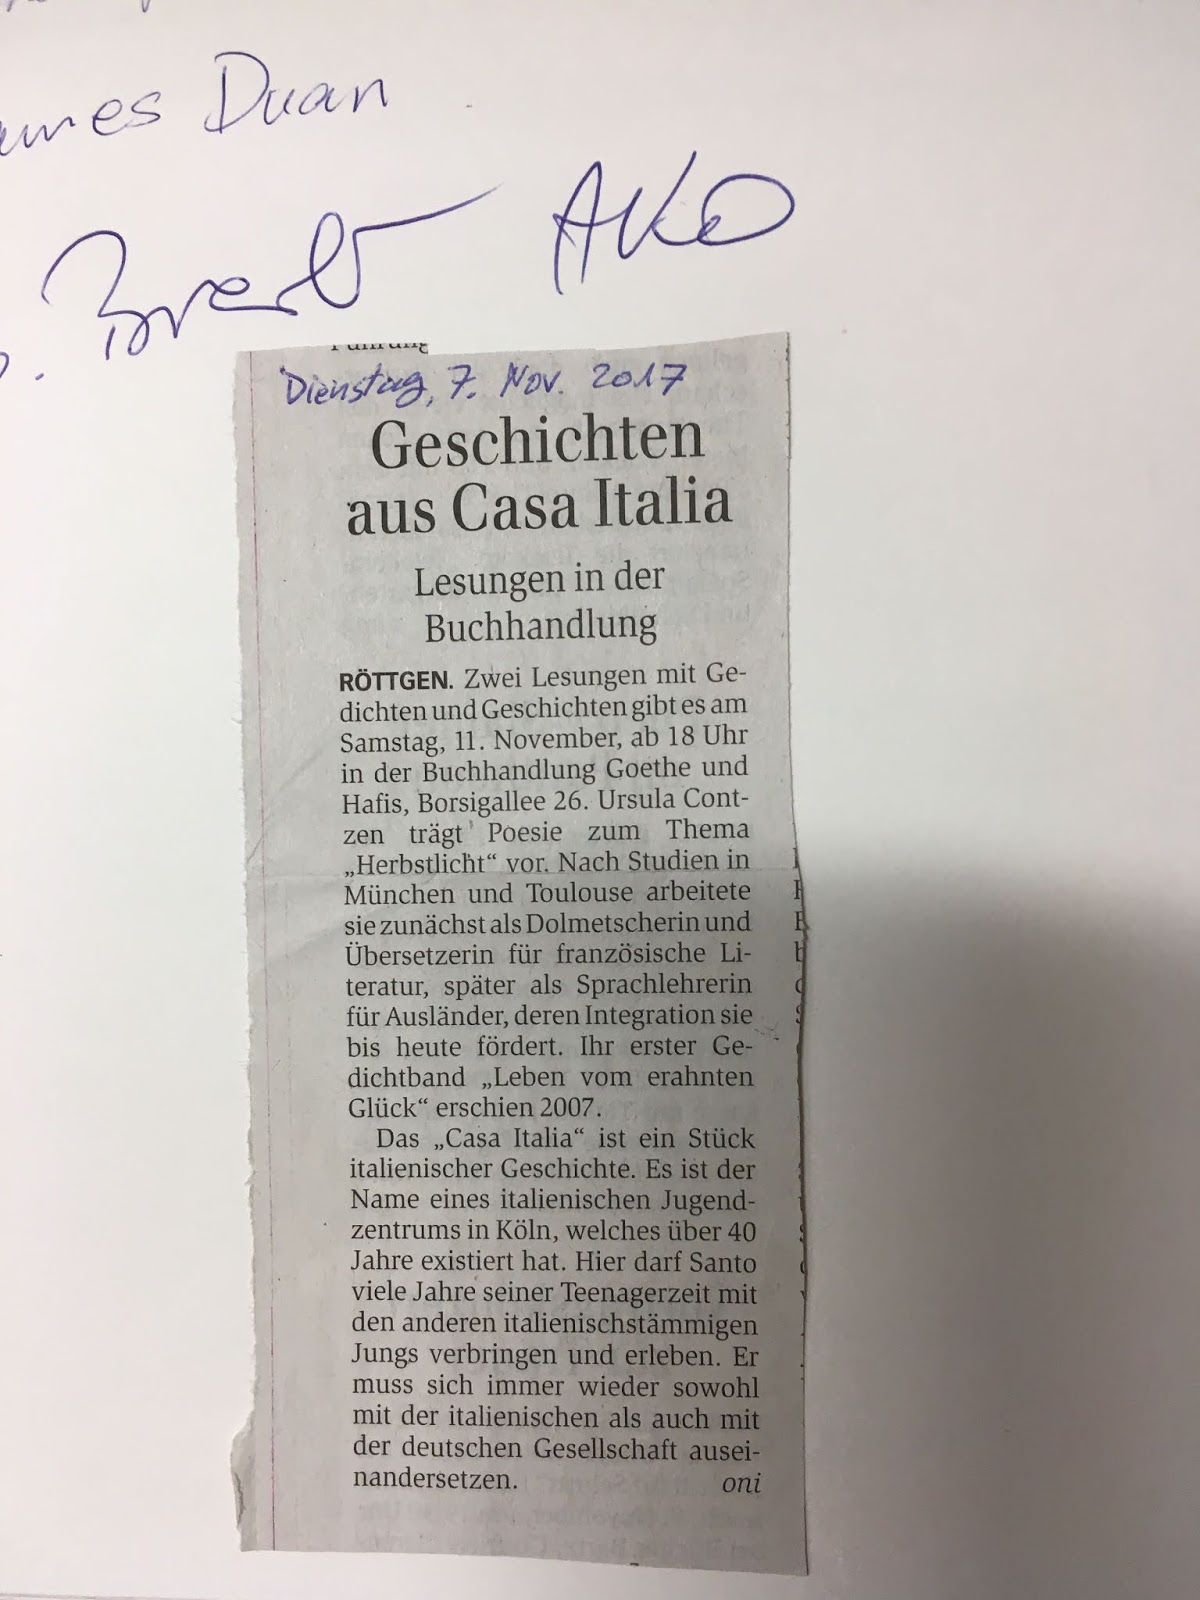 Duan
AKO
Führung
Dienstag, 7. Nov. 2017
Geschichten
aus Casa Italia
Lesungen in der
Buchhandlung
RÖTTGEN. Zwei Lesungen mit Ge-
dichten und Geschichten gibt es am
Samstag, 11. November, ab 18 Uhr
in der Buchhandlung Goethe und
Hafis, Borsigallee 26. Ursula Cont-
zen trägt Poesie zum Thema
„Herbstlicht“ vor. Nach Studien in
München und Toulouse arbeitete
sie zunächst als Dolmetscherin und
Übersetzerin für französische Li-
teratur, später als Sprachlehrerin
für Ausländer, deren Integration sie
bis heute fördert. Ihr erster Ge-
dichtband „Leben vom erahnten
Glück“ erschien 2007.
Das „Casa Italia“ ist ein Stück
italienischer Geschichte. Es ist der
Name eines italienischen Jugend-
zentrums in Köln, welches über 40
Jahre existiert hat. Hier darf Santo
viele Jahre seiner Teenagerzeit mit
den anderen italienischstämmigen
Jungs verbringen und erleben. Er
muss sich immer wieder sowohl
mit der italienischen als auch mit
der deutschen Gesellschaft ausei-
nandersetzen. oni